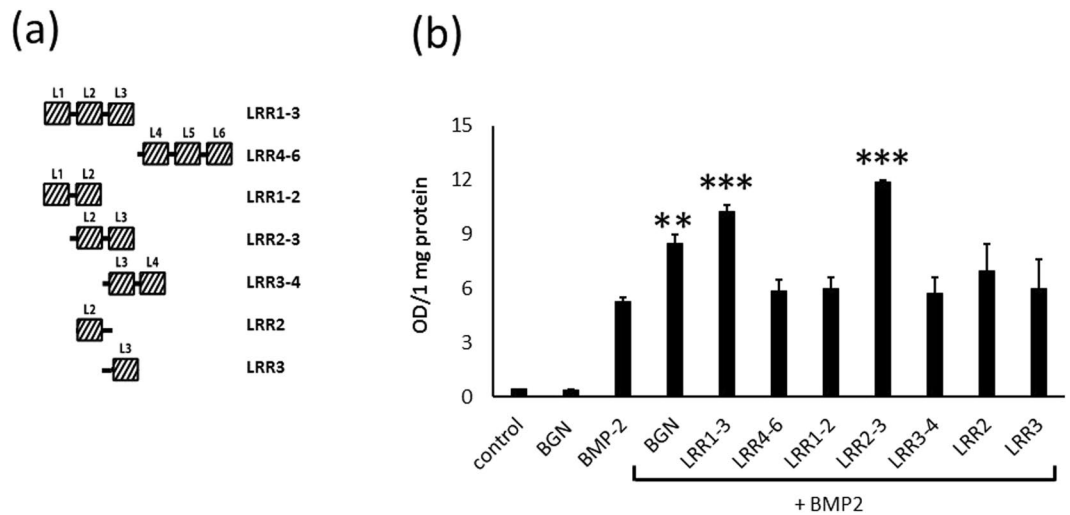 (a)
L1 L2 L3
LRR1-3
L4 L5 L6
LRR4-6
L1 L2
LRR1-2
L2 L3
LRR2-3
L3 L4
LRR3-4
L2
LRR2
L3
LRR3
(b)
OD/1 mg protein
15
12
9
6
3
0
** *** ***
control BGN BMP-2 BGN LRR1-3 LRR4-6 LRR1-2 LRR2-3 LRR3-4 LRR2 LRR3
+ BMP2